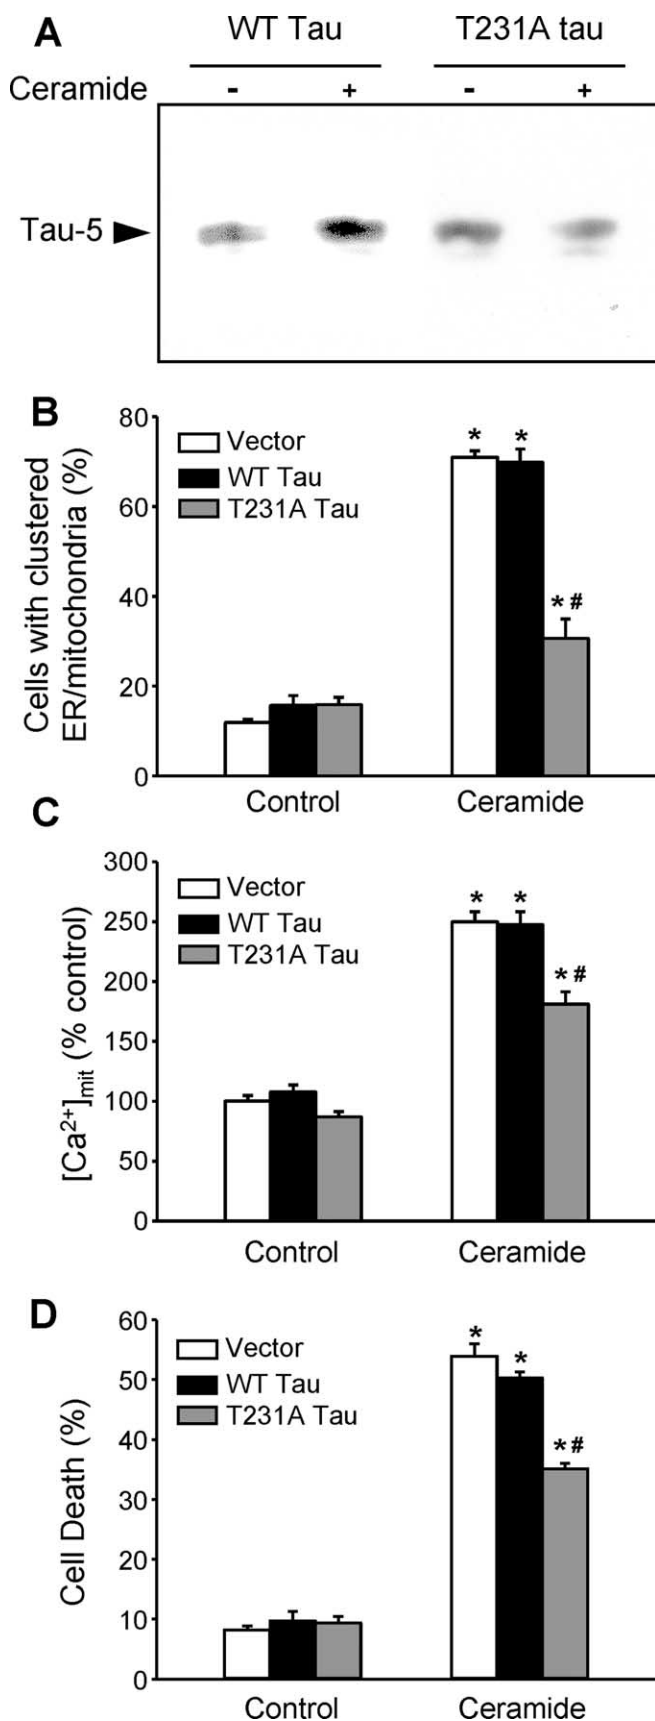 A
WT Tau T231A tau
Ceramide - + - +
Tau-5
B
Cells with clustered
ER/mitochondria (%)
80
60
40
20
0
Vector
WT Tau
T231A Tau
* * *#
Control Ceramide
C
[Ca²⁺]mit (% control)
300
250
200
150
100
50
0
Vector
WT Tau
T231A Tau
* * *#
Control Ceramide
D
Cell Death (%)
60
50
40
30
20
10
0
Vector
WT Tau
T231A Tau
* * *#
Control Ceramide